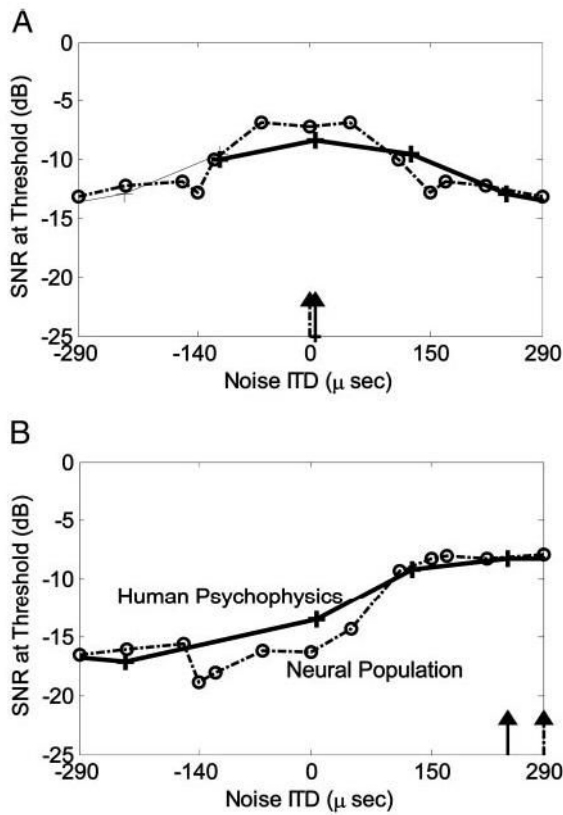 A
0
-5
-10
-15
-20
-25
SNR at Threshold (dB)
-290 -140 0 150 290
Noise ITD (μ sec)
B
0
-5
-10
-15
-20
-25
SNR at Threshold (dB)
Human Psychophysics
Neural Population
-290 -140 0 150 290
Noise ITD (μ sec)